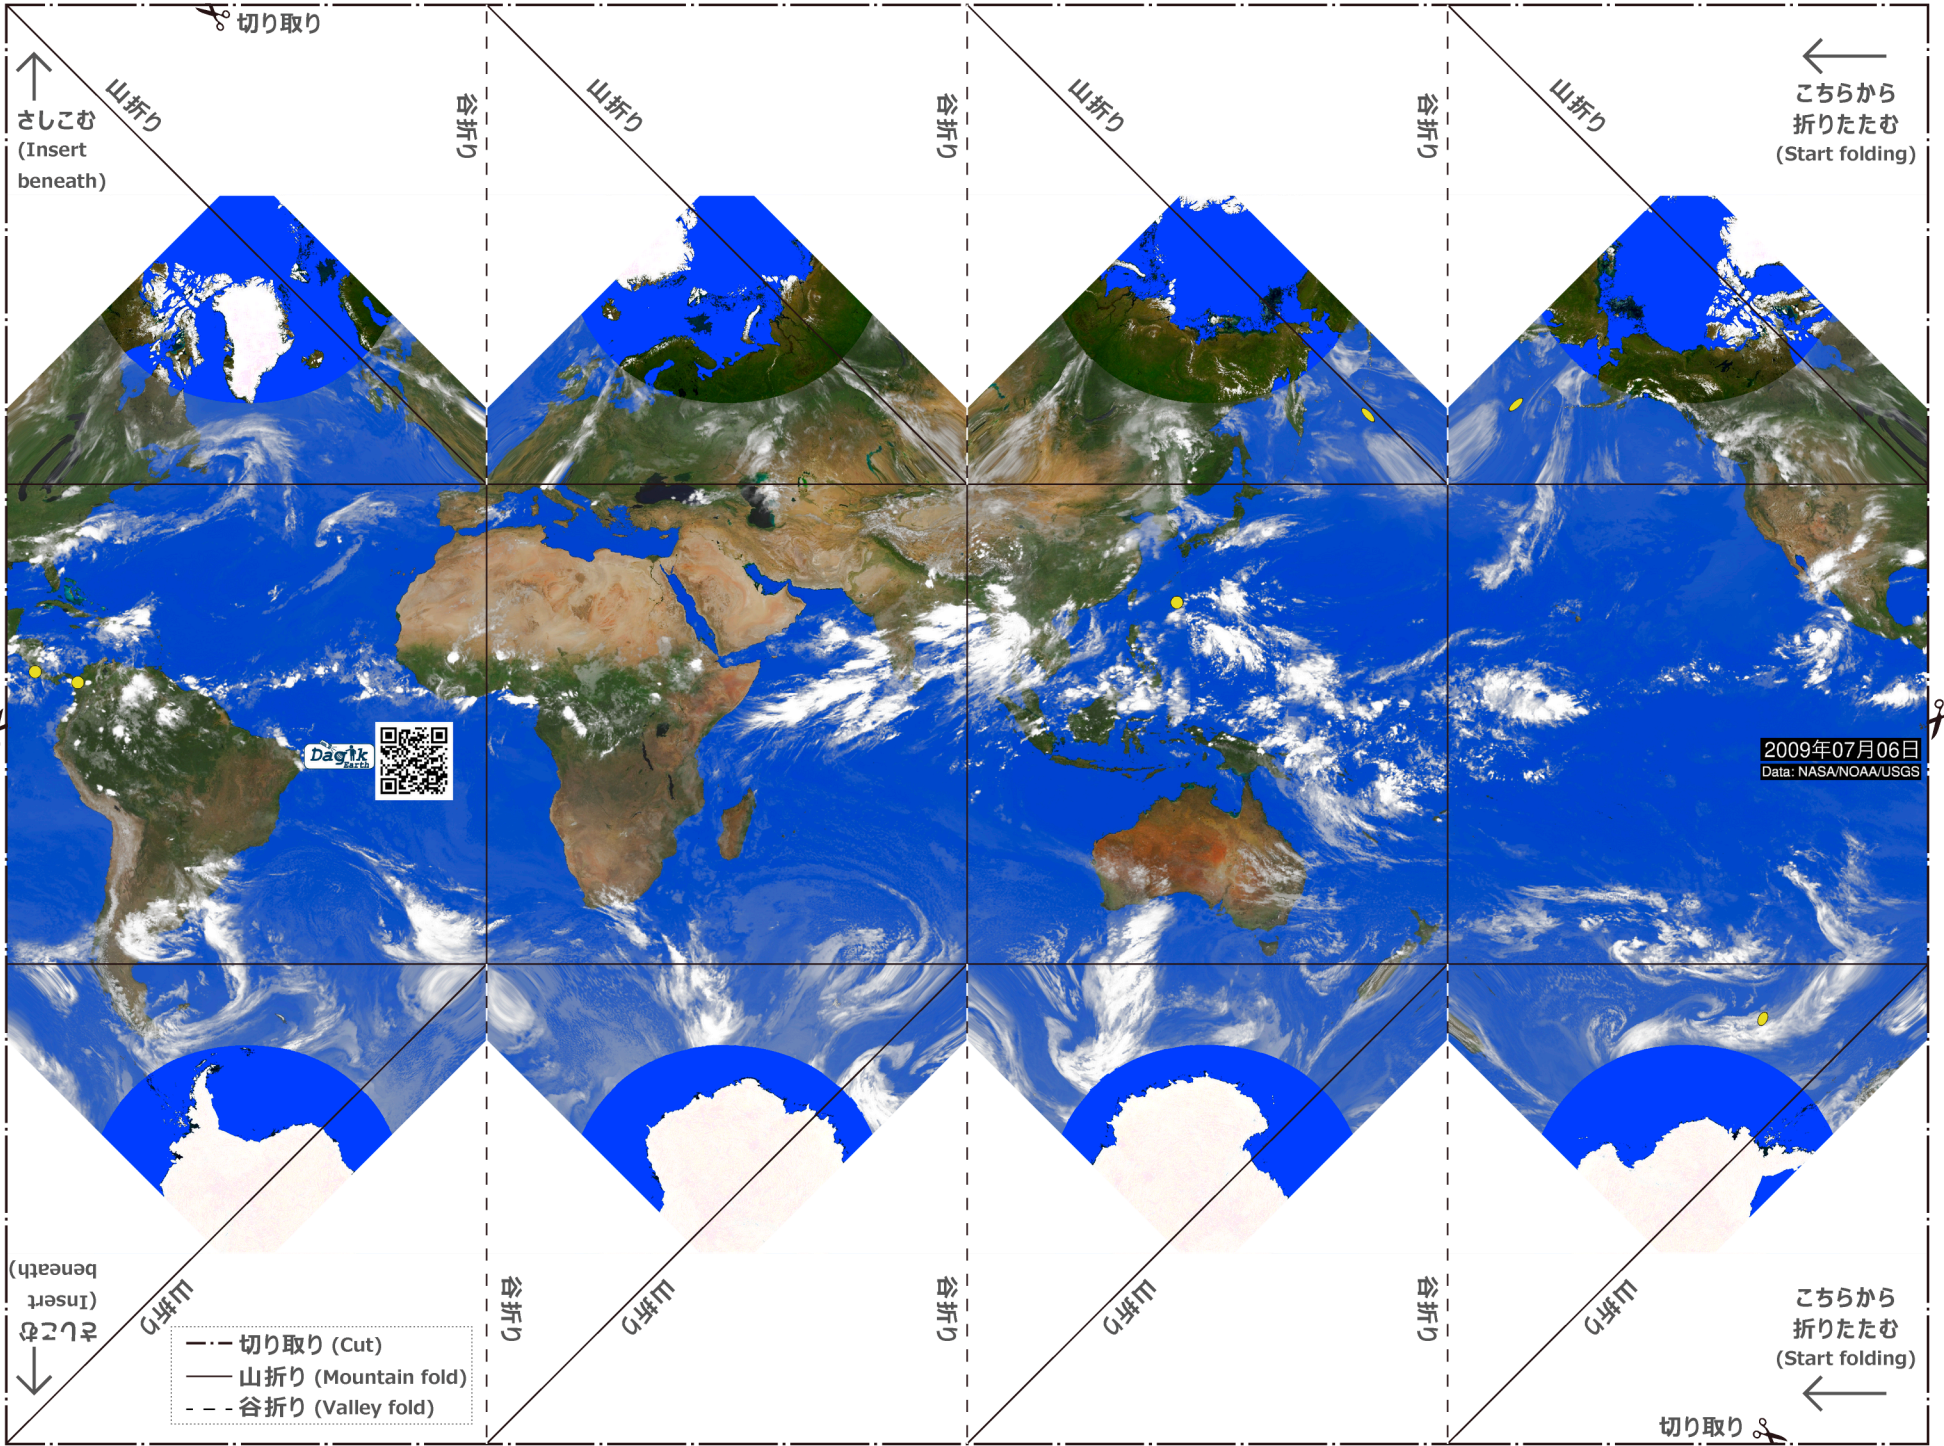 切り取り
山折り
谷折り
山折り
谷折り
山折り
谷折り
山折り
さしこむ
(Insert
beneath)
こちらから
折りたたむ
(Start folding)
Dagik
Earth
2009年07月06日
Data: NASA/NOAA/USGS
さしこむ
(Insert
beneath)
山折り
谷折り
山折り
谷折り
山折り
谷折り
山折り
こちらから
折りたたむ
(Start folding)
切り取り (Cut)
山折り (Mountain fold)
谷折り (Valley fold)
切り取り